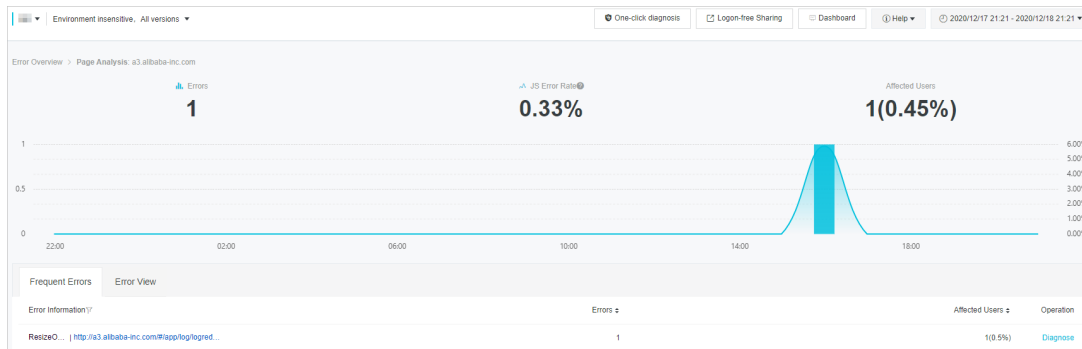 Environment insensitive, All versions
One-click diagnosis
Logon-free Sharing
Dashboard
Help
2020/12/17 21:21 - 2020/12/18 21:21
Error Overview > Page Analysis: a3.alibaba-inc.com
Errors
JS Error Rate
Affected Users
1
0.33%
1(0.45%)
1
0.5
0
6.00%
5.00%
4.00%
3.00%
2.00%
1.00%
0.00%
22:00 02:00 06:00 10:00 14:00 18:00
Frequent Errors Error View
Error Information Errors Affected Users Operation
ResizeO... | http://a3.alibaba-inc.com/#/app/log/logred... 1 1(0.5%) Diagnose